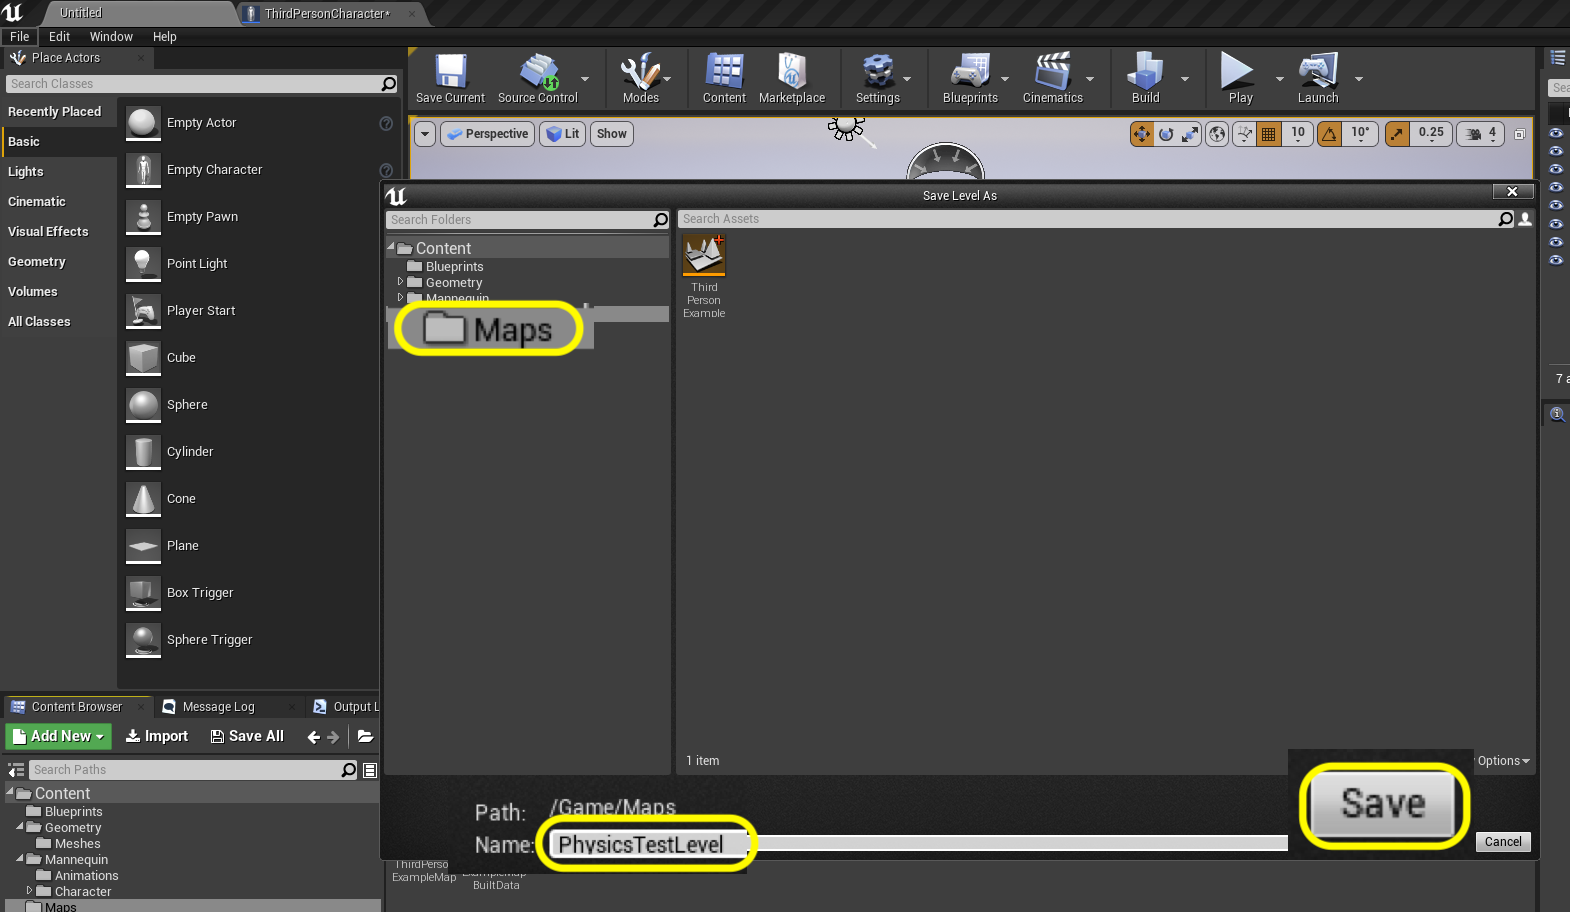 Untitled
ThirdPersonCharacter*
File Edit Window Help
Place Actors
Search Classes
Recently Placed
Basic
Lights
Cinematic
Visual Effects
Geometry
Volumes
All Classes
Empty Actor
Empty Character
Empty Pawn
Point Light
Player Start
Cube
Sphere
Cylinder
Cone
Plane
Box Trigger
Sphere Trigger
Save Current Source Control Modes Content Marketplace Settings Blueprints Cinematics Build Play Launch
Perspective Lit Show
10 10° 0.25 4
Save Level As
Search Folders
Search Assets
Content
Blueprints
Geometry
Mannequin
Maps
Third
Person
Example
1 item
Options
Path: /Game/Maps
Name: PhysicsTestLevel
Save
Cancel
7
Content Browser Message Log Output L
Add New Import Save All
Search Paths
Content
Blueprints
Geometry
Meshes
Mannequin
Animations
Character
Maps
ThirdPerso
ExampleMap
ExampleMap
BuiltData